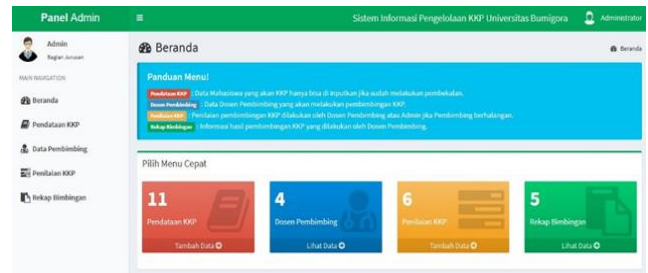 Panel Admin
Sistem Informasi Pengelolaan KKP Universitas Bumigora
Administrator
Admin
Bagian Jurusan
MAIN NAVIGATION
Beranda
Pendataan KKP
Data Pembimbing
Penilaian KKP
Rekap Bimbingan
Beranda
Beranda
Panduan Menu!
Pendataan KKP : Data Mahasiswa yang akan KKP hanya bisa di inputkan jika sudah melakukan pembekalan.
Dosen Pembimbing : Data Dosen Pembimbing yang akan melakukan pembimbingan KKP.
Penilaian KKP : Penilaian pembimbingan KKP dilakukan oleh Dosen Pembimbing atau Admin jika Pembimbing berhalangan.
Rekap Bimbingan : Informasi hasil pembimbingan KKP yang dilakukan oleh Dosen Pembimbing.
Pilih Menu Cepat
11
Pendataan KKP
Tambah Data
4
Dosen Pembimbing
Lihat Data
6
Penilaian KKP
Tambah Data
5
Rekap Bimbingan
Lihat Data